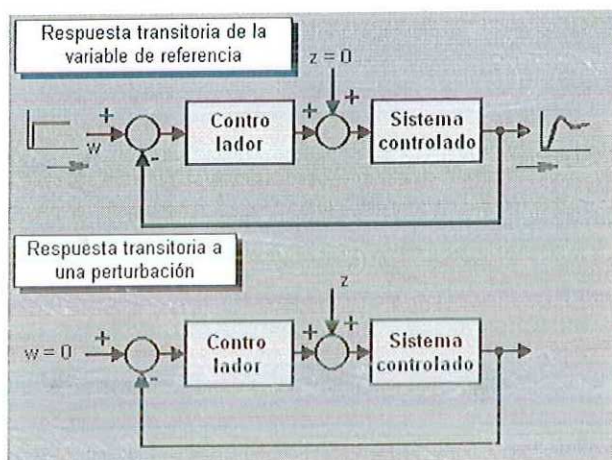 Respuesta transitoria de la
variable de referencia
z = 0
+
w
-
Contro
lador
+
+
Sistema
controlado
Respuesta transitoria a
una perturbación
z
w = 0
+
-
Contro
lador
+
+
Sistema
controlado